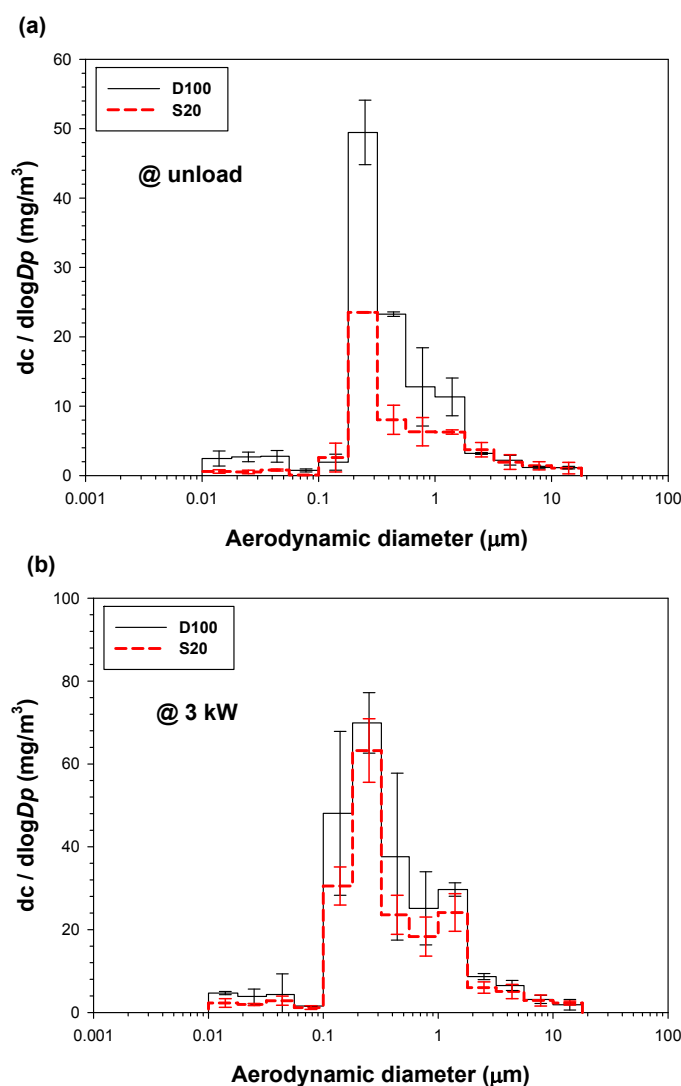 (a)
60
50
40
30
20
10
0
dc / dlogDp (mg/m³)
D100
S20
@ unload
0.001 0.01 0.1 1 10 100
Aerodynamic diameter (μm)
(b)
100
80
60
40
20
0
dc / dlogDp (mg/m³)
D100
S20
@ 3 kW
0.001 0.01 0.1 1 10 100
Aerodynamic diameter (μm)